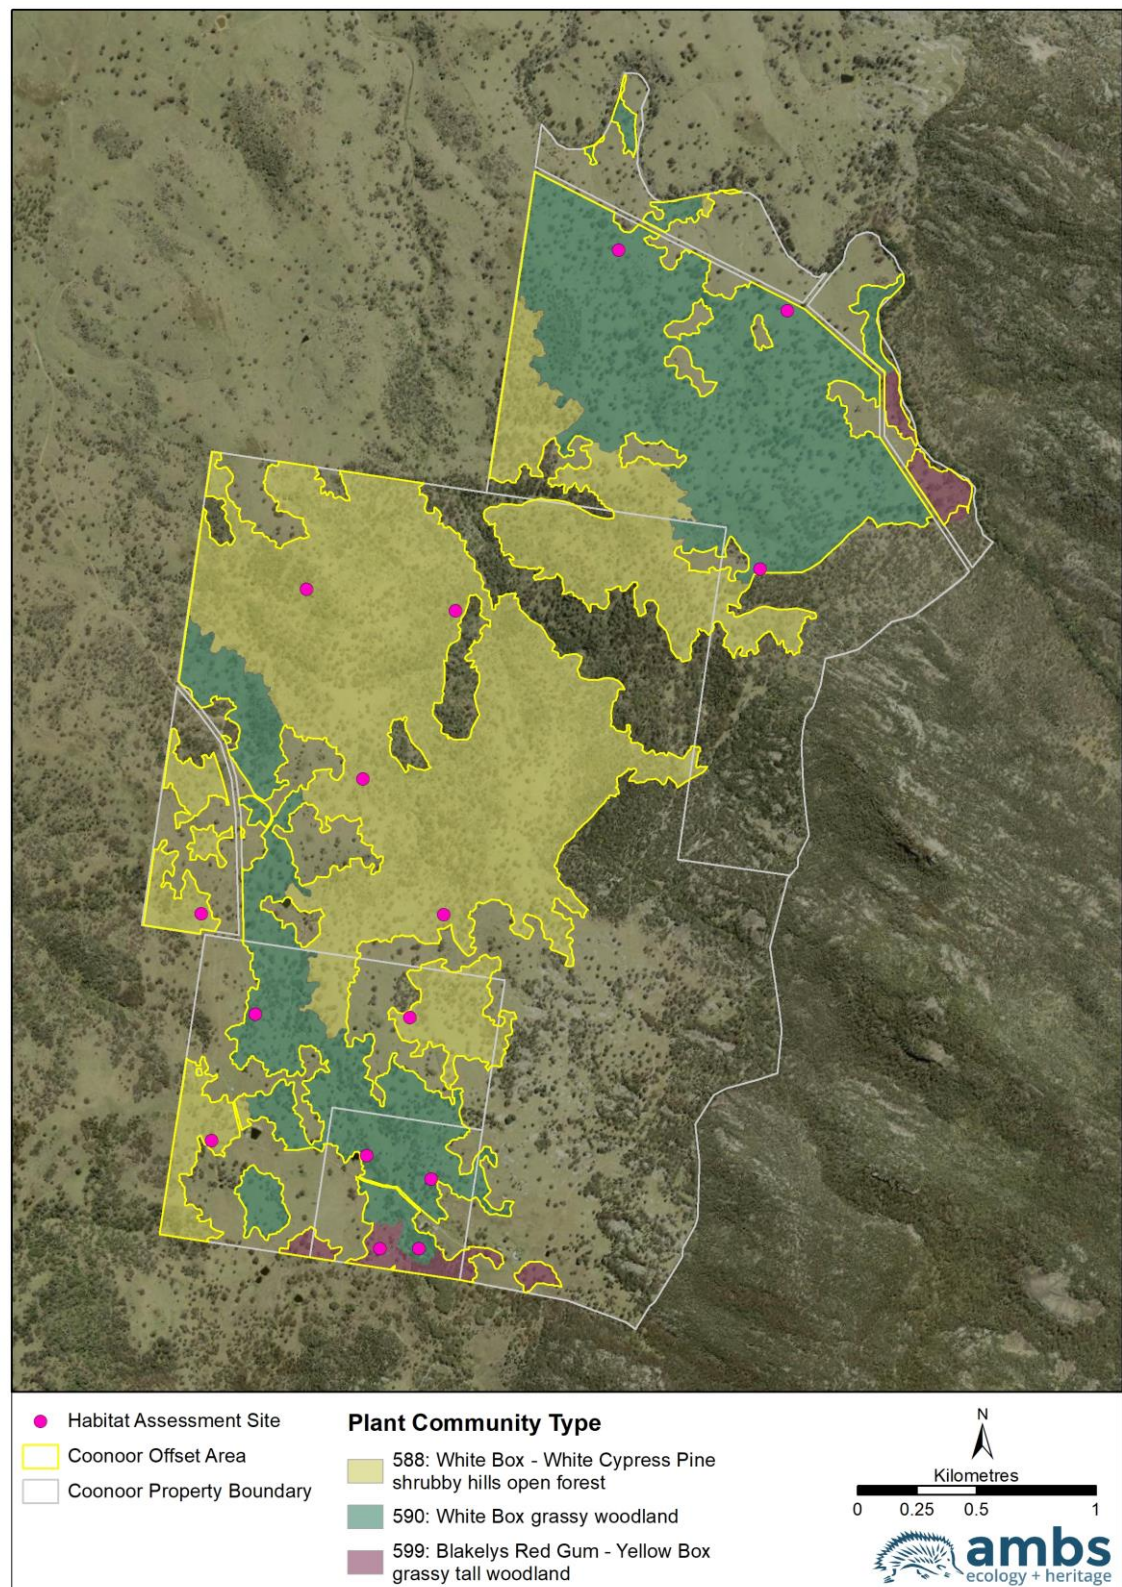 Habitat Assessment Site
Coonoor Offset Area
Coonoor Property Boundary
Plant Community Type
588: White Box - White Cypress Pine
shrubby hills open forest
590: White Box grassy woodland
599: Blakelys Red Gum - Yellow Box
grassy tall woodland
N
Kilometres
0 0.25 0.5 1
ambs
ecology + heritage